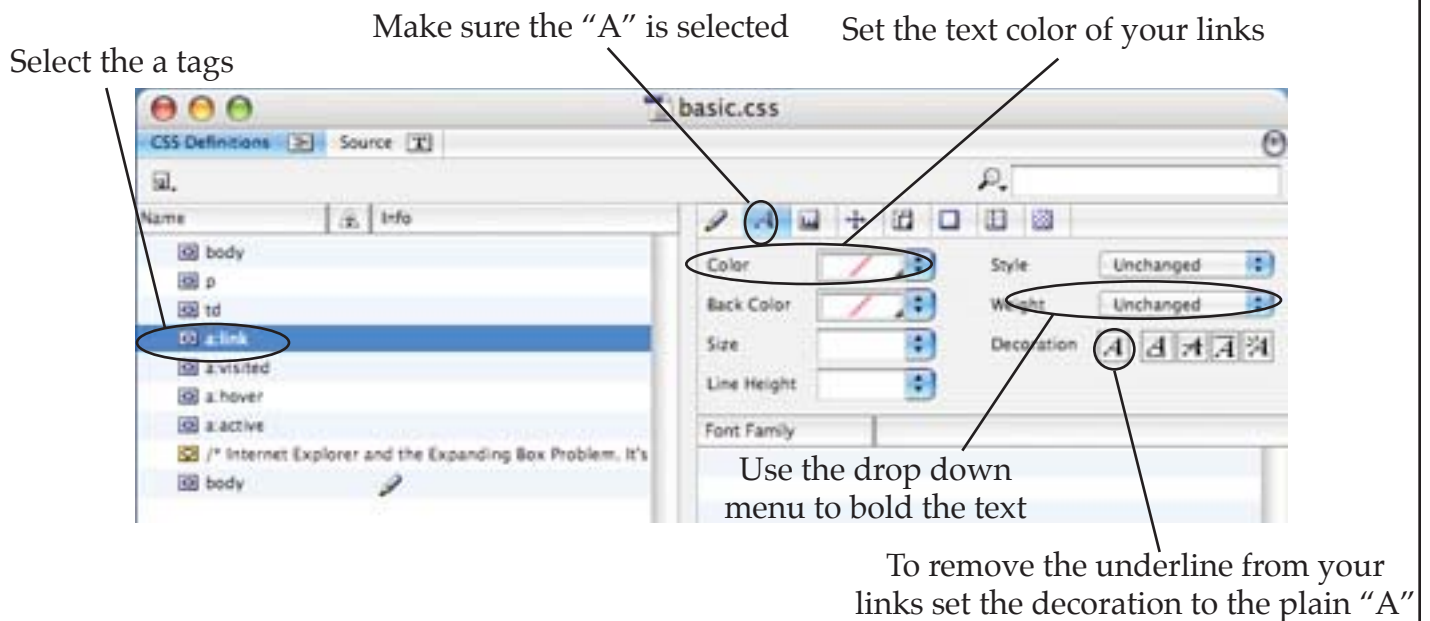 Make sure the “A” is selected
Set the text color of your links
Select the a tags
basic.css
CSS Definitions
Source
Name
Info
body
p
td
a:link
a:visited
a:hover
a:active
/* Internet Explorer and the Expanding Box Problem. It's
body
Color
Style
Unchanged
Back Color
Weight
Unchanged
Size
Decoration
A A A A A
Line Height
Font Family
Use the drop down
menu to bold the text
To remove the underline from your
links set the decoration to the plain “A”